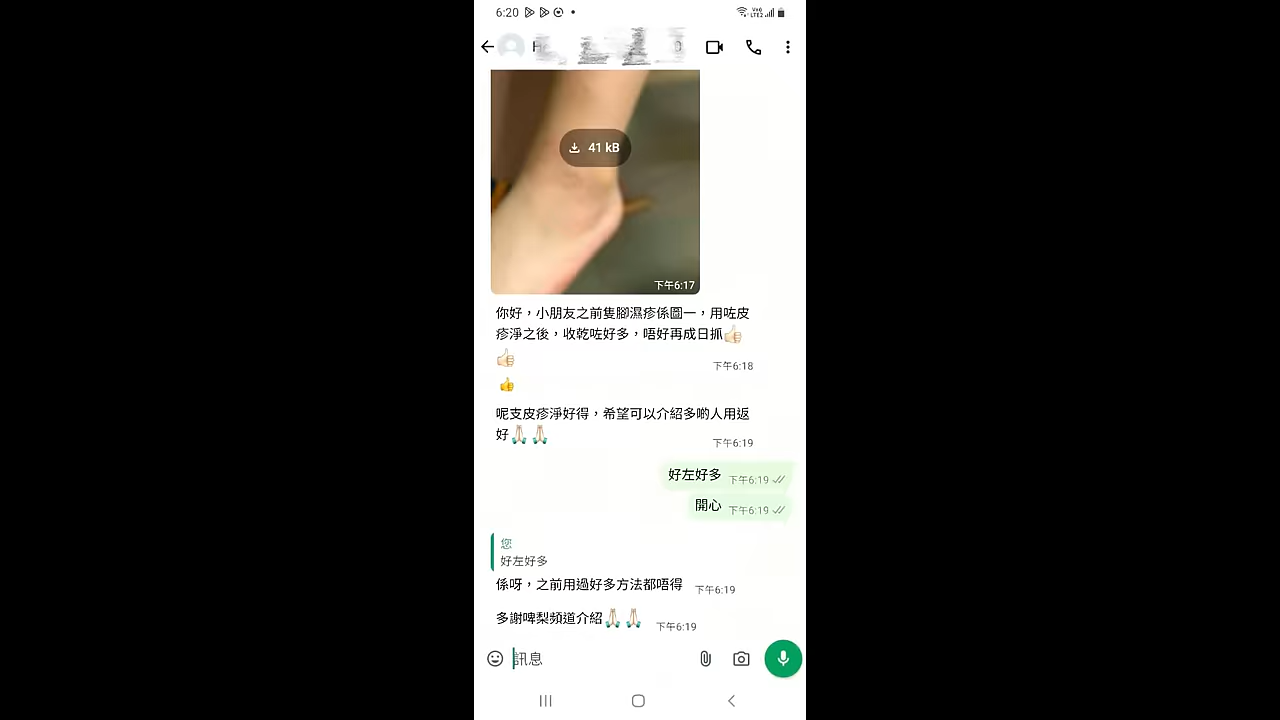 6:20
VoG
LTE2
41 kB
下午6:17
你好，小朋友之前隻腳濕疹係圖一，用咗皮
疹淨之後，收乾咗好多，唔好再成日抓👍🏻
👍🏻
下午6:18
👍
呢支皮疹淨好得，希望可以介紹多啲人用返
好🙏🏻🙏🏻
下午6:19
好左好多 下午6:19
開心 下午6:19
您
好左好多
係呀，之前用過好多方法都唔得 下午6:19
多謝啤梨頻道介紹🙏🏻🙏🏻 下午6:19
訊息